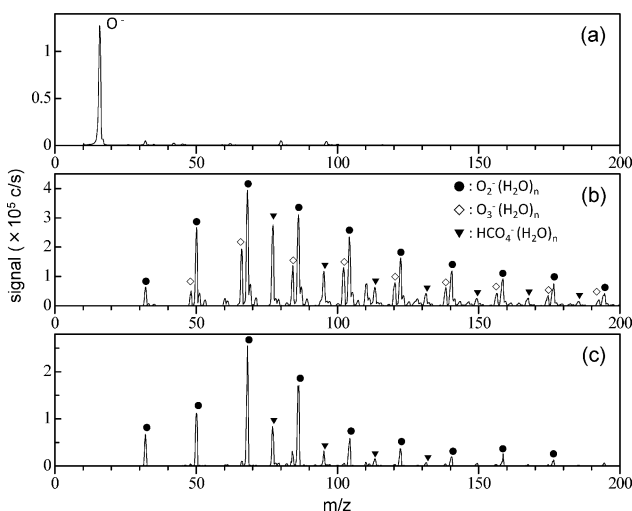 O⁻
(a)
1
0.5
0
0 50 100 150 200
(b)
● : O₂⁻(H₂O)ₙ
◇ : O₃⁻(H₂O)ₙ
▼ : HCO₄⁻(H₂O)ₙ
4
3
2
1
0
0 50 100 150 200
signal (×10⁵ c/s)
(c)
2
1
0
0 50 100 150 200
m/z